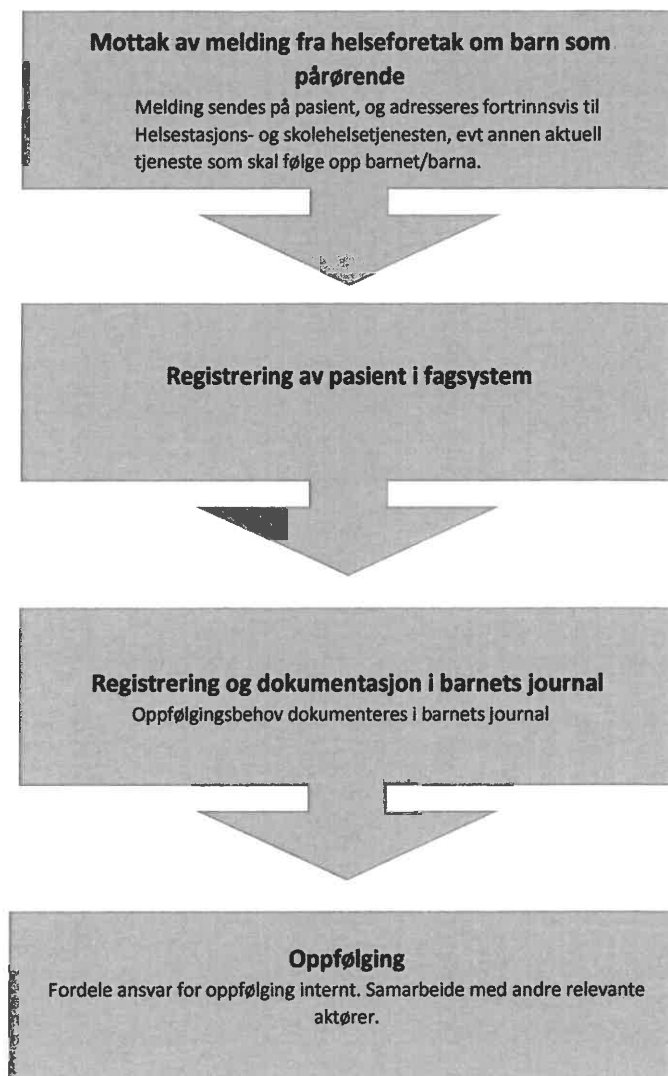 Mottak av melding fra helseforetak om barn som
pårørende
Melding sendes på pasient, og adresseres fortrinnsvis til
Helsestasjons- og skolehelsetjenesten, evt annen aktuell
tjeneste som skal følge opp barnet/barna.
Registrering av pasient i fagsystem
Registrering og dokumentasjon i barnets journal
Oppfølgingsbehov dokumenteres i barnets journal
Oppfølging
Fordele ansvar for oppfølging internt. Samarbeide med andre relevante
aktører.